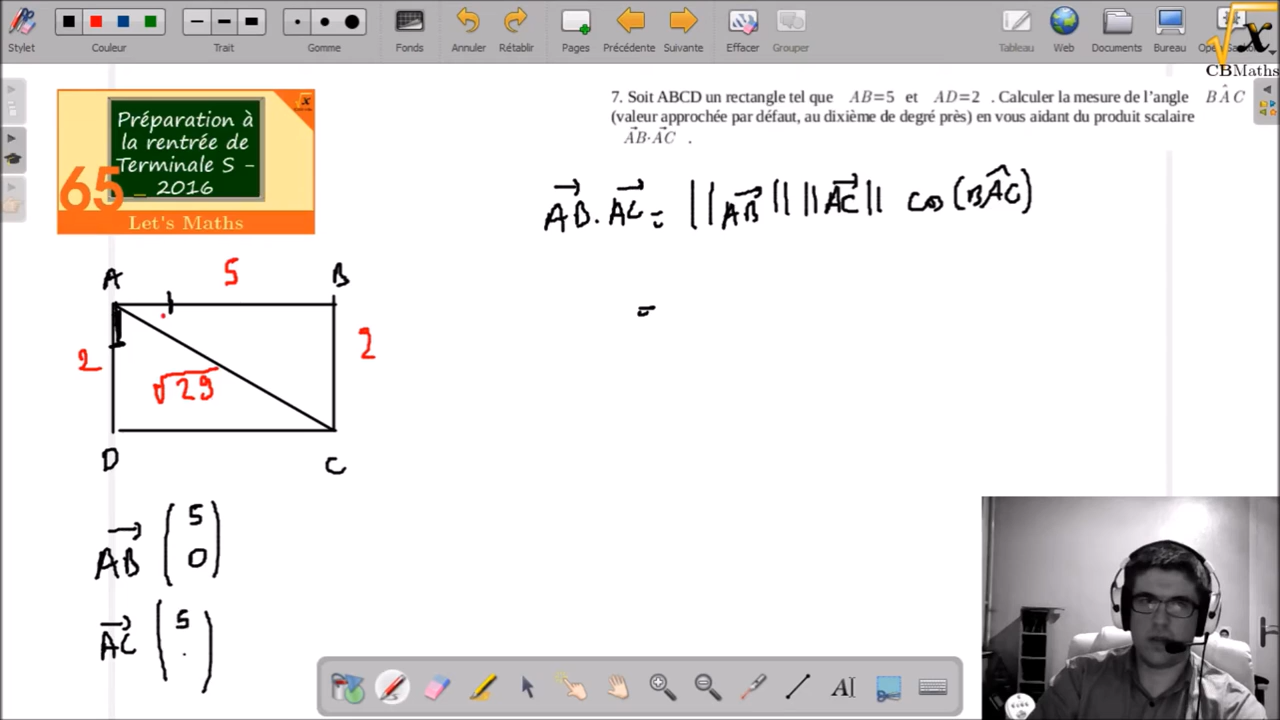 Stylet
Couleur
Trait
Gomme
Fonds
Annuler
Rétablir
Pages
Précédente
Suivante
Effacer
Grouper
Tableau
Web
Documents
Bureau
√x
CBMaths
Préparation à
la rentrée de
Terminale S -
2016
65
Let's Maths
7. Soit ABCD un rectangle tel que AB=5 et AD=2 . Calculer la mesure de l'angle BÂC
(valeur approchée par défaut, au dixième de degré près) en vous aidant du produit scalaire
AB⃗·AC⃗ .
AB⃗ . AC⃗ = ||AB⃗|| ||AC⃗|| cos(BÂC)
=
A 5 B
2 √29 2
D C
AB⃗ (5
0)
AC⃗ (5
.)
AI